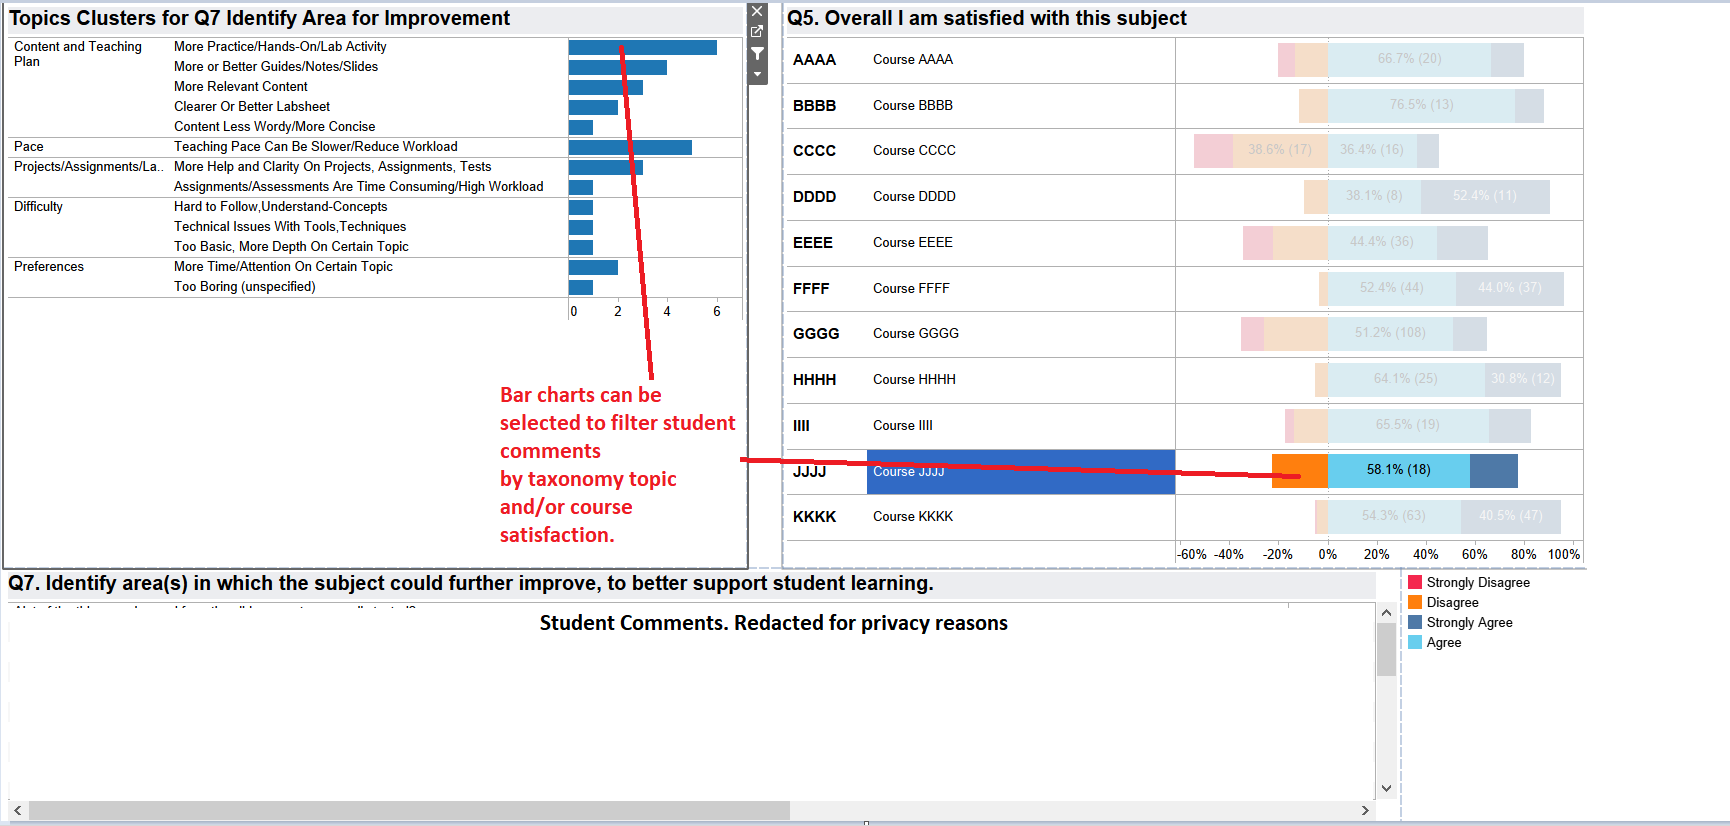 Topics Clusters for Q7 Identify Area for Improvement
Content and Teaching
Plan
More Practice/Hands-On/Lab Activity
More or Better Guides/Notes/Slides
More Relevant Content
Clearer Or Better Labsheet
Content Less Wordy/More Concise
Pace
Teaching Pace Can Be Slower/Reduce Workload
Projects/Assignments/La..
More Help and Clarity On Projects, Assignments, Tests
Assignments/Assessments Are Time Consuming/High Workload
Difficulty
Hard to Follow,Understand-Concepts
Technical Issues With Tools,Techniques
Too Basic, More Depth On Certain Topic
Preferences
More Time/Attention On Certain Topic
Too Boring (unspecified)
0 2 4 6
Bar charts can be
selected to filter student
comments
by taxonomy topic
and/or course
satisfaction.
Q5. Overall I am satisfied with this subject
AAAA Course AAAA 66.7% (20)
BBBB Course BBBB 76.5% (13)
CCCC Course CCCC 38.6% (17) 36.4% (16)
DDDD Course DDDD 38.1% (8) 52.4% (11)
EEEE Course EEEE 44.4% (36)
FFFF Course FFFF 52.4% (44) 44.0% (37)
GGGG Course GGGG 51.2% (108)
HHHH Course HHHH 64.1% (25) 30.8% (12)
IIII Course IIII 65.5% (19)
JJJJ Course JJJJ 58.1% (18)
KKKK Course KKKK 54.3% (63) 40.5% (47)
-60% -40% -20% 0% 20% 40% 60% 80% 100%
Q7. Identify area(s) in which the subject could further improve, to better support student learning.
Student Comments. Redacted for privacy reasons
Strongly Disagree
Disagree
Strongly Agree
Agree